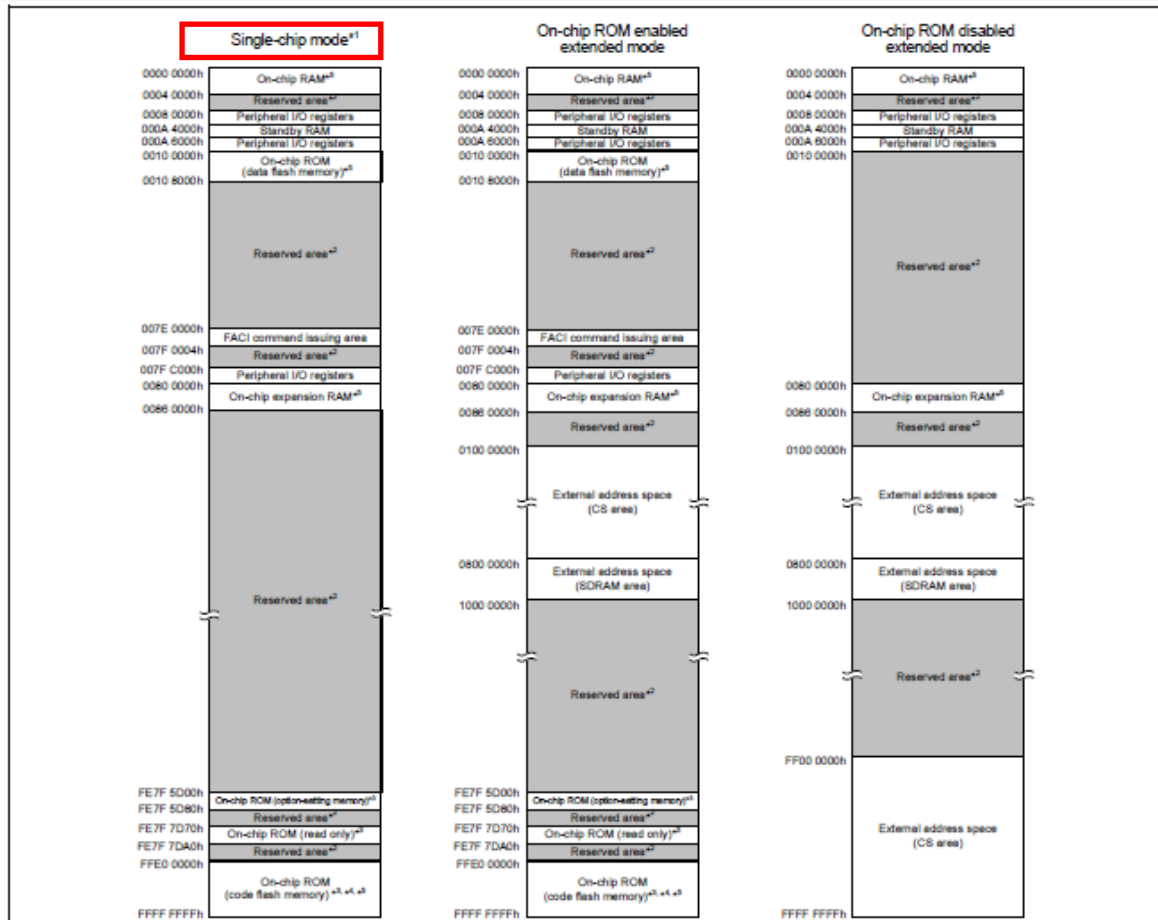 Single-chip mode*1
0000 0000h
On-chip RAM*5
0004 0000h
Reserved area*2
0008 0000h
Peripheral I/O registers
000A 4000h
Standby RAM
000A 6000h
Peripheral I/O registers
0010 0000h
On-chip ROM
(data flash memory)*5
0010 8000h
Reserved area*2
007E 0000h
FACI command issuing area
007F 0004h
Reserved area*2
007F C000h
Peripheral I/O registers
0080 0000h
On-chip expansion RAM*5
0086 0000h
Reserved area*2
FE7F 5D00h
On-chip ROM (option-setting memory)*3
FE7F 5D80h
Reserved area*2
FE7F 7D70h
On-chip ROM (read only)*3
FE7F 7DA0h
Reserved area*2
FFE0 0000h
On-chip ROM
(code flash memory) *3, *4, *5
FFFF FFFFh
On-chip ROM enabled
extended mode
0000 0000h
On-chip RAM*5
0004 0000h
Reserved area*2
0008 0000h
Peripheral I/O registers
000A 4000h
Standby RAM
000A 6000h
Peripheral I/O registers
0010 0000h
On-chip ROM
(data flash memory)*5
0010 8000h
Reserved area*2
007E 0000h
FACI command issuing area
007F 0004h
Reserved area*2
007F C000h
Peripheral I/O registers
0080 0000h
On-chip expansion RAM*5
0086 0000h
Reserved area*2
0100 0000h
External address space
(CS area)
0800 0000h
External address space
(SDRAM area)
1000 0000h
Reserved area*2
FE7F 5D00h
On-chip ROM (option-setting memory)*3
FE7F 5D80h
Reserved area*2
FE7F 7D70h
On-chip ROM (read only)*3
FE7F 7DA0h
Reserved area*2
FFE0 0000h
On-chip ROM
(code flash memory) *3, *4, *5
FFFF FFFFh
On-chip ROM disabled
extended mode
0000 0000h
On-chip RAM*5
0004 0000h
Reserved area*2
0008 0000h
Peripheral I/O registers
000A 4000h
Standby RAM
000A 6000h
Peripheral I/O registers
0010 0000h
Reserved area*2
0080 0000h
On-chip expansion RAM*5
0086 0000h
Reserved area*2
0100 0000h
External address space
(CS area)
0800 0000h
External address space
(SDRAM area)
1000 0000h
Reserved area*2
FF00 0000h
External address space
(CS area)
FFFF FFFFh